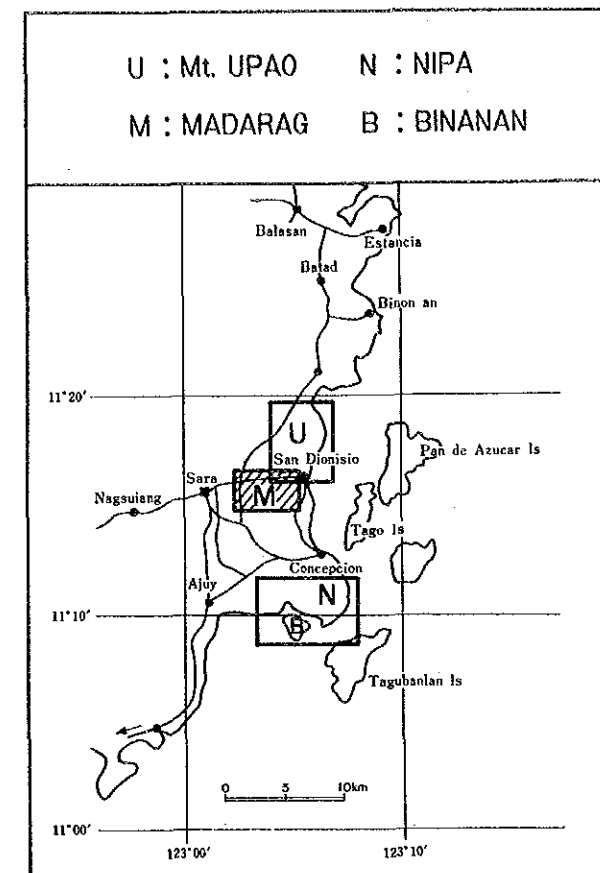 U : Mt. UPAO N : NIPA
M : MADARAG B : BINANAN
Balasan
Estancia
Batad
Binon an
11°20'
U
San Dionisio
Pan de Azucar Is
Sara
M
Nagsuiang
Tago Is
Concepcion
Ajuy
N
11°10'
B
Tagubanlan Is
0 5 10km
11°00'
123°00' 123°10'